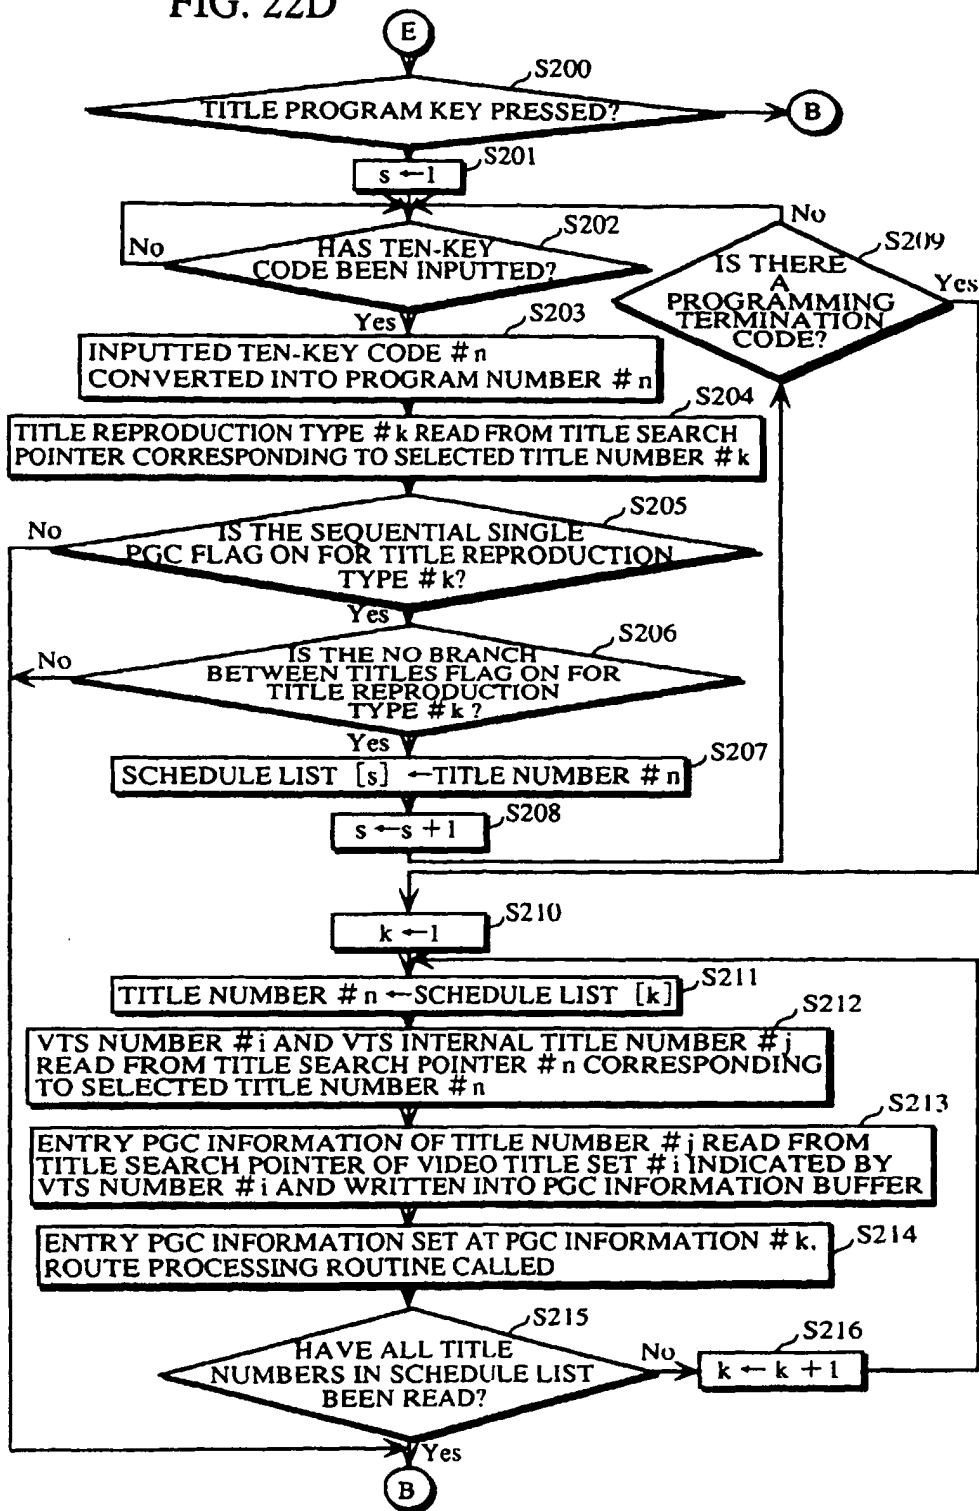 FIG. 22D
E
S200
TITLE PROGRAM KEY PRESSED?
B
S201
s ←1
No
S202
HAS TEN-KEY
CODE BEEN INPUTTED?
No
S209
IS THERE
A
PROGRAMMING
TERMINATION
CODE?
Yes
Yes
S203
INPUTTED TEN-KEY CODE #n
CONVERTED INTO PROGRAM NUMBER #n
S204
TITLE REPRODUCTION TYPE #k READ FROM TITLE SEARCH
POINTER CORRESPONDING TO SELECTED TITLE NUMBER #k
S205
No
IS THE SEQUENTIAL SINGLE
PGC FLAG ON FOR TITLE REPRODUCTION
TYPE #k?
Yes
S206
No
IS THE NO BRANCH
BETWEEN TITLES FLAG ON FOR
TITLE REPRODUCTION
TYPE #k?
Yes
S207
SCHEDULE LIST [s] ←TITLE NUMBER #n
S208
s←s+1
S210
k←1
S211
TITLE NUMBER #n←SCHEDULE LIST [k]
S212
VTS NUMBER #i AND VTS INTERNAL TITLE NUMBER #j
READ FROM TITLE SEARCH POINTER #n CORRESPONDING
TO SELECTED TITLE NUMBER #n
S213
ENTRY PGC INFORMATION OF TITLE NUMBER #j READ FROM
TITLE SEARCH POINTER OF VIDEO TITLE SET #i INDICATED BY
VTS NUMBER #i AND WRITTEN INTO PGC INFORMATION BUFFER
S214
ENTRY PGC INFORMATION SET AT PGC INFORMATION #k.
ROUTE PROCESSING ROUTINE CALLED
S215
HAVE ALL TITLE
NUMBERS IN SCHEDULE LIST
BEEN READ?
No
S216
k ← k + 1
Yes
B